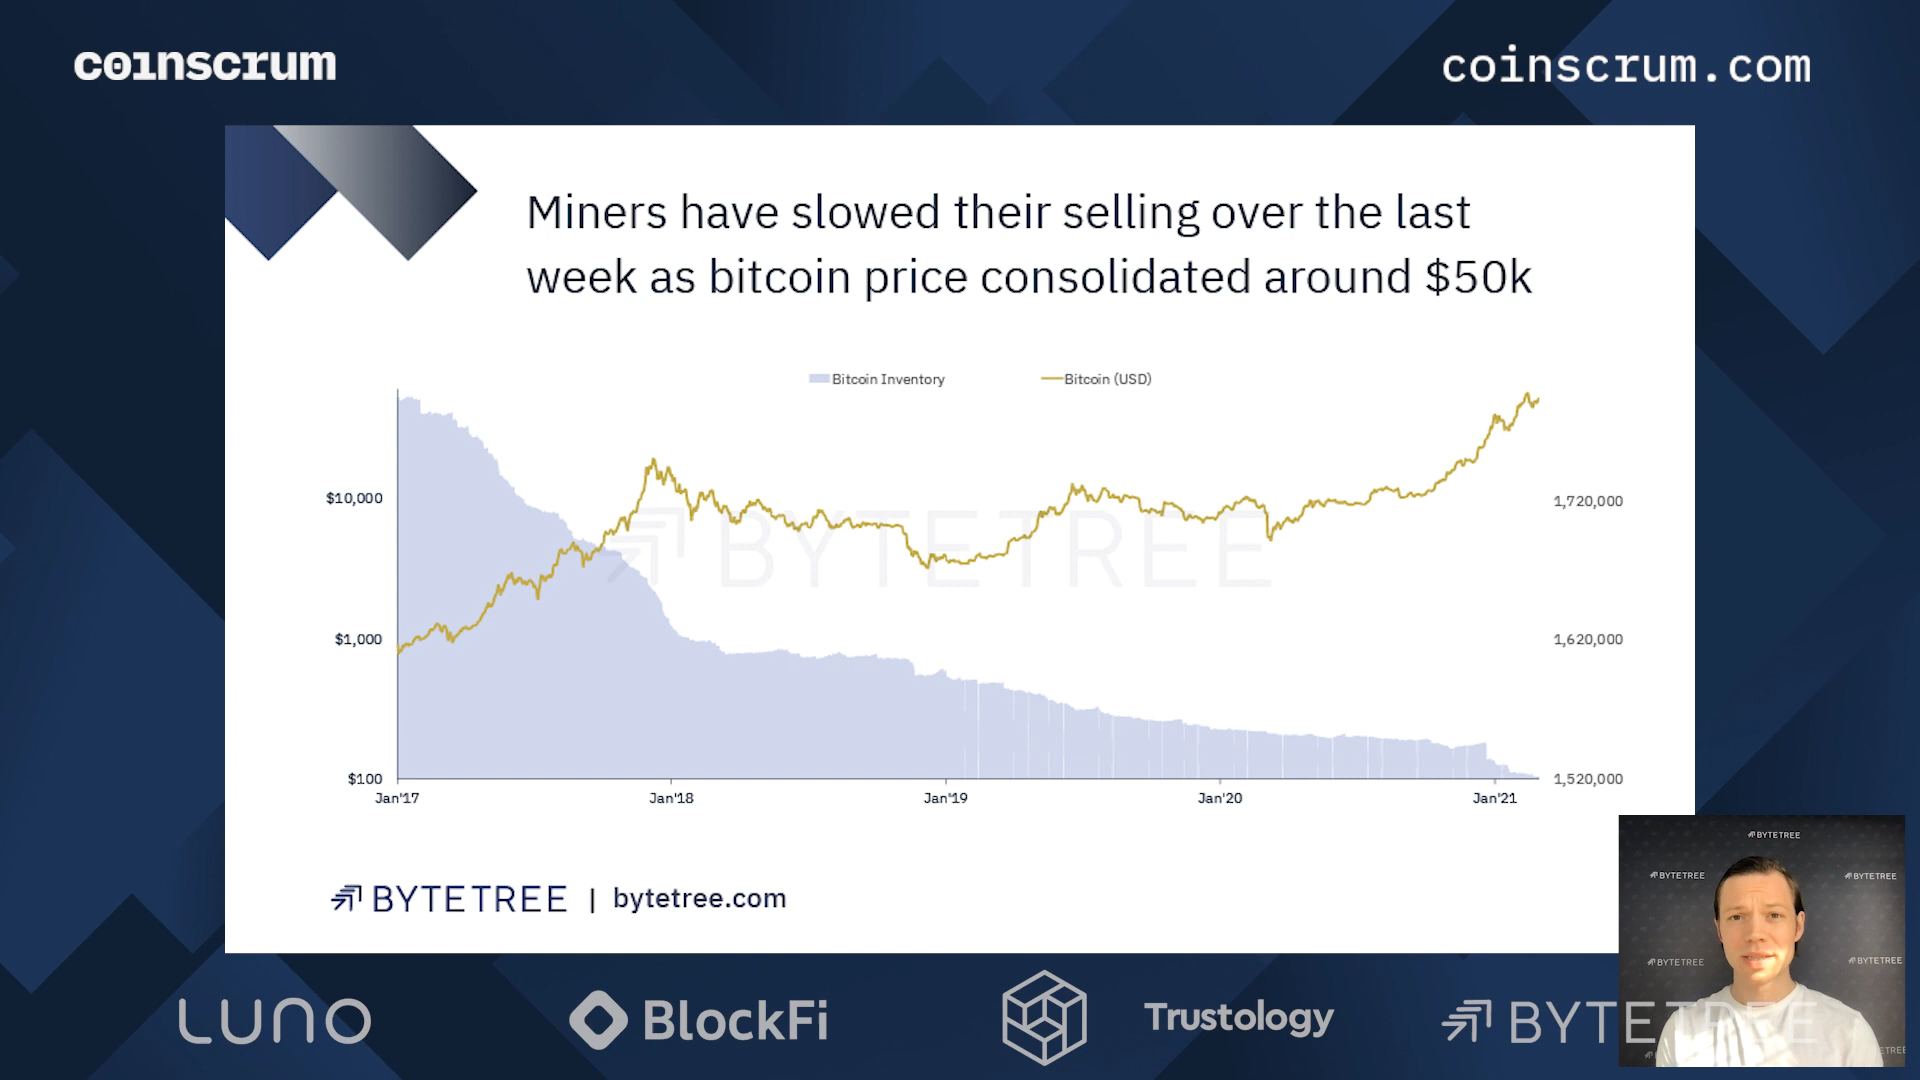 coinscrum
coinscrum.com
Miners have slowed their selling over the last
week as bitcoin price consolidated around $50k
Bitcoin Inventory
Bitcoin (USD)
$10,000
$1,000
$100
1,720,000
1,620,000
1,520,000
BYTETREE
Jan'17
Jan'18
Jan'19
Jan'20
Jan'21
BYTETREE | bytetree.com
BYTETREE
BYTETREE
BYTETREE
BYTETREE
BYTETREE
LUNO
BlockFi
Trustology
BYTETREE